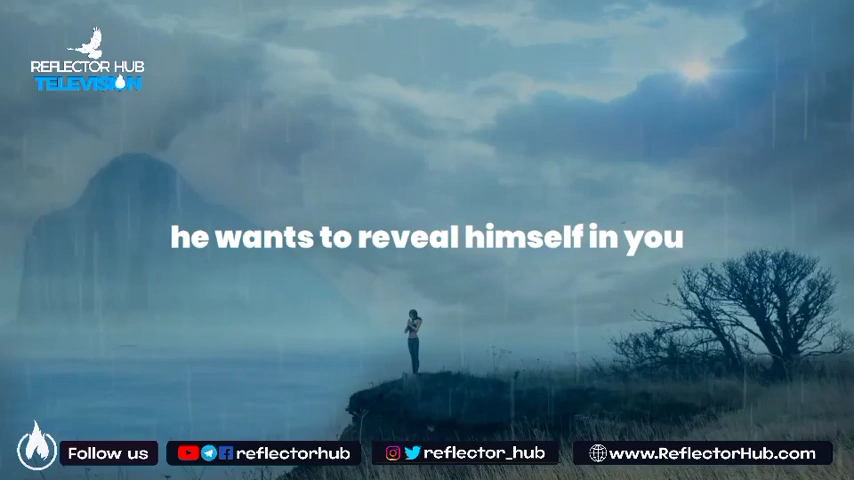 REFLECTOR HUB
TELEVISION
he wants to reveal himself in you
Follow us
reflectorhub
reflector_hub
www.ReflectorHub.com